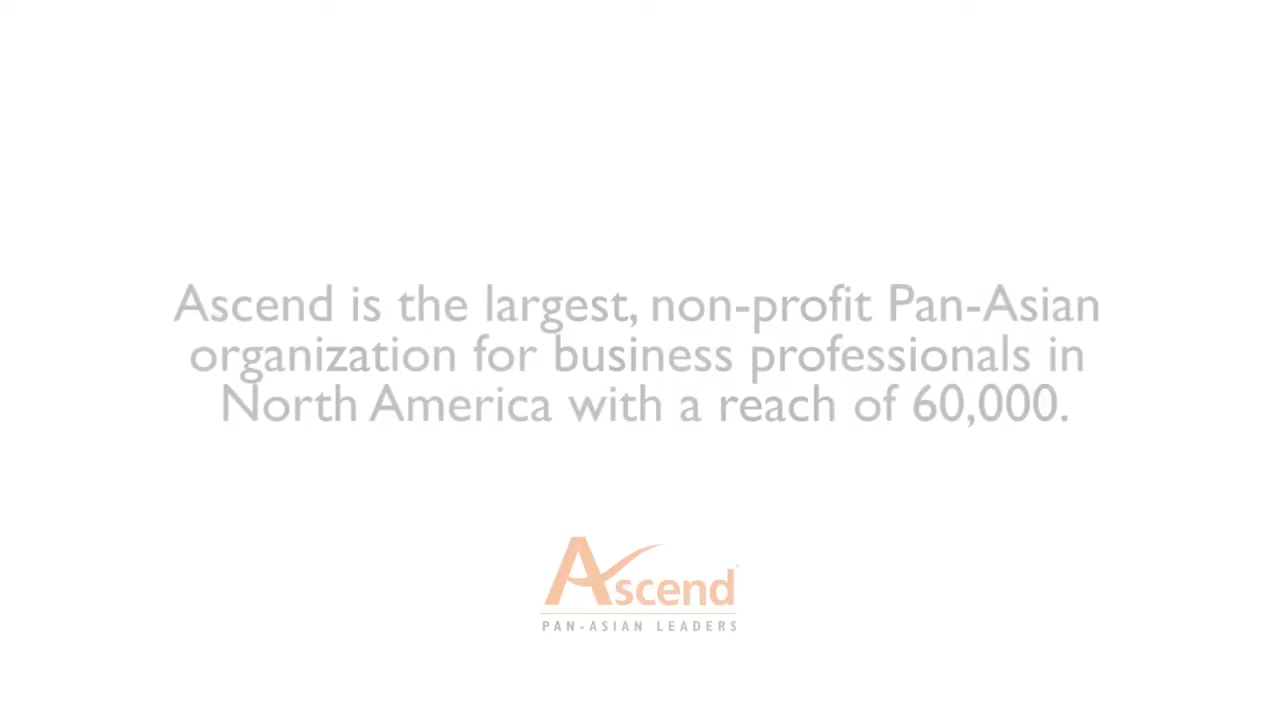 Ascend is the largest, non-profit Pan-Asian
organization for business professionals in
North America with a reach of 60,000.
Ascend
PAN-ASIAN LEADERS